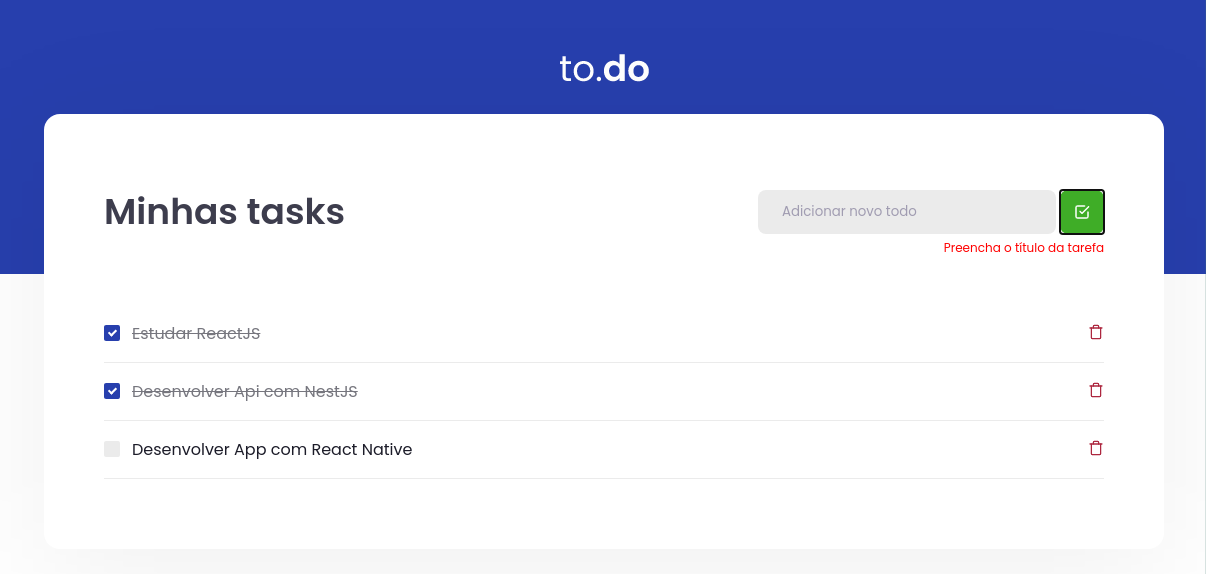 to.do
Minhas tasks
Adicionar novo todo
Preencha o título da tarefa
Estudar ReactJS
Desenvolver Api com NestJS
Desenvolver App com React Native